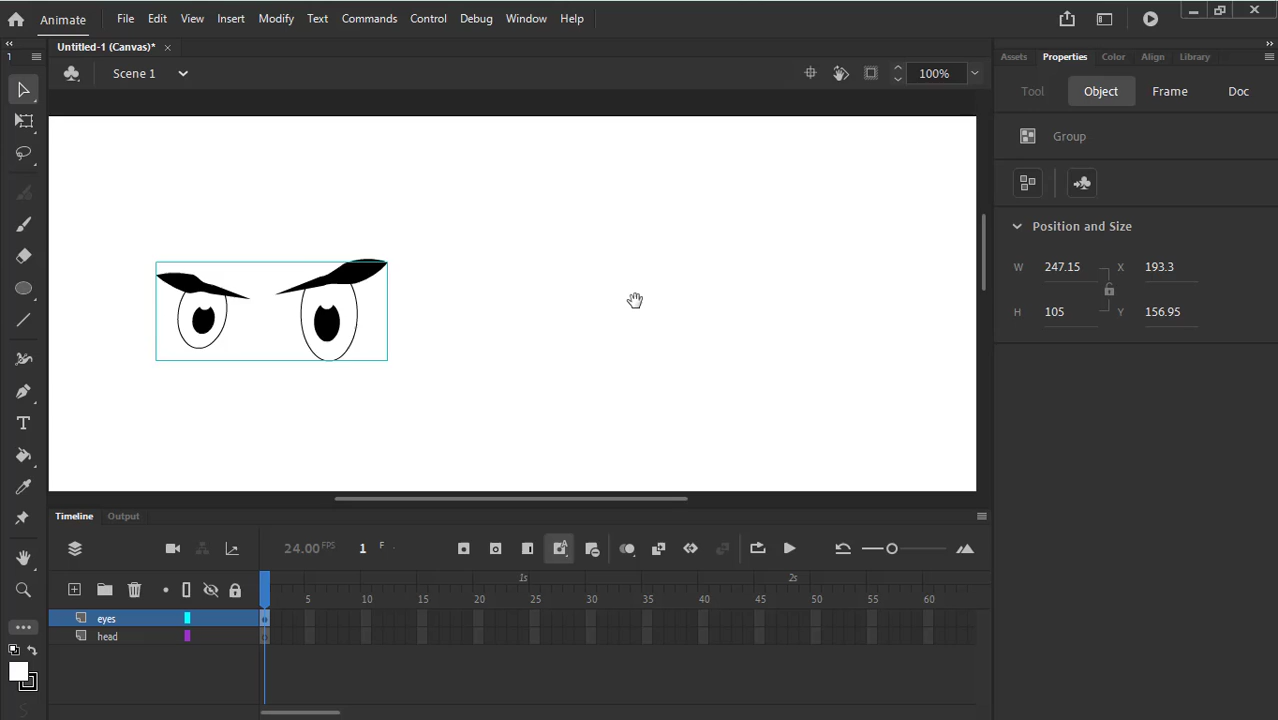 Animate File Edit View Insert Modify Text Commands Control Debug Window Help
Untitled-1 (Canvas)*
1 Assets Properties Color Align Library
Scene 1 100%
Tool Object Frame Doc
Group
Position and Size
W 247.15 X 193.3
H 105 Y 156.95
Timeline Output
24.00 FPS 1 F
1s 2s
5 10 15 20 25 30 35 40 45 50 55 60
eyes
head